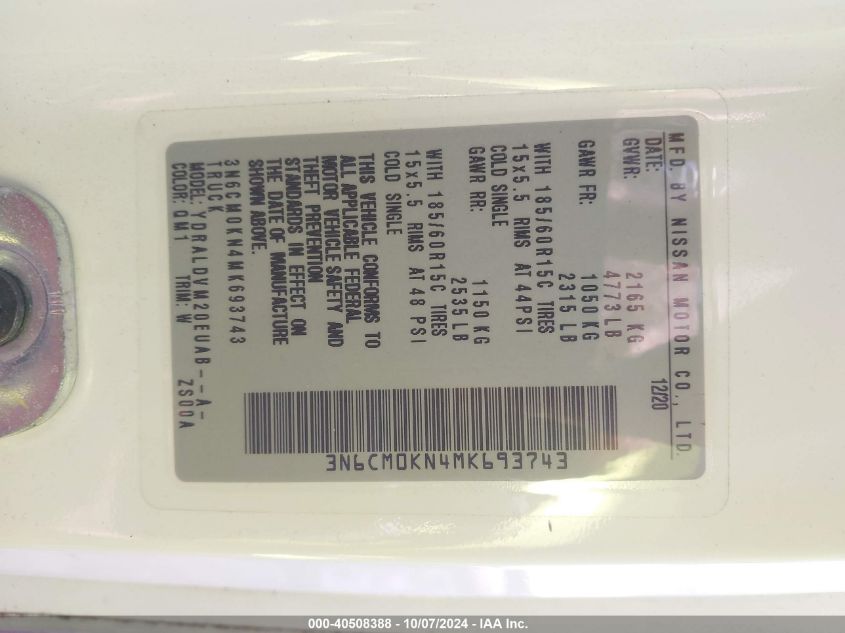 MFD. BY NISSAN MOTOR CO., LTD.
DATE: 12/20
GVWR: 2165 KG
4773 LB
GAWR FR: 1050 KG
2315 LB
WITH 185/60R15C TIRES
15x5.5 RIMS AT 44PSI
COLD SINGLE
GAWR RR: 1150 KG
2535 LB
WITH 185/60R15C TIRES
15x5.5 RIMS AT 48 PSI
COLD SINGLE
THIS VEHICLE CONFORMS TO
ALL APPLICABLE FEDERAL
MOTOR VEHICLE SAFETY AND
THEFT PREVENTION
STANDARDS IN EFFECT ON
THE DATE OF MANUFACTURE
SHOWN ABOVE.
3N6CM0KN4MK693743
TRUCK
MODEL: YDRALDVM20EUAB--A-
COLOR: QM1 TRIM: W ZS00A
3N6CM0KN4MK693743
000-40508388 - 10/07/2024 - IAA Inc.